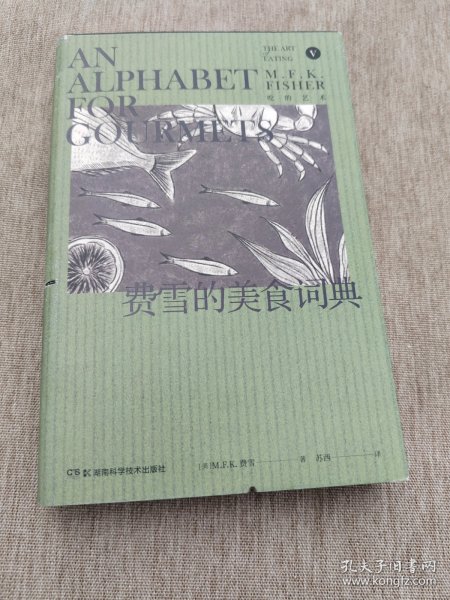 AN
ALPHABET
FOR
GOURMETS
THE ART
OF
EATING
V
M.F.K.
FISHER
吃的艺术
费雪的美食词典
CS 湖南科学技术出版社
[美]M.F.K.费雪 著 苏西 译
孔夫子旧书网
www.kongfz.com